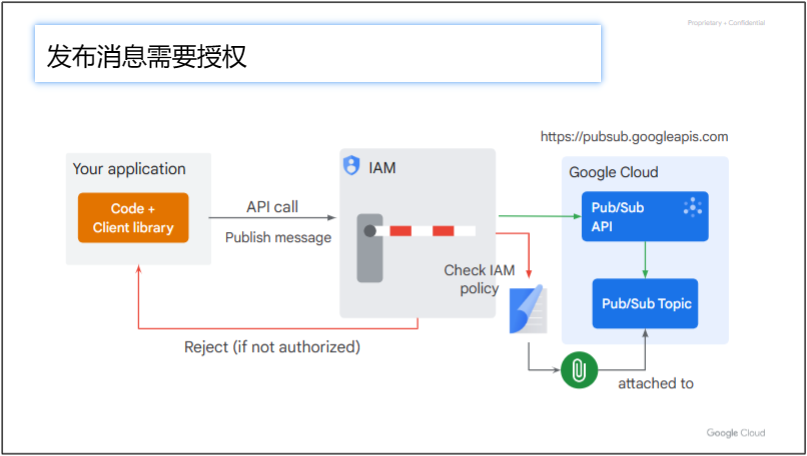 Proprietary + Confidential
发布消息需要授权
https://pubsub.googleapis.com
Your application
Code +
Client library
API call
Publish message
IAM
Google Cloud
Pub/Sub
API
Check IAM
policy
Pub/Sub Topic
Reject (if not authorized)
attached to
Google Cloud